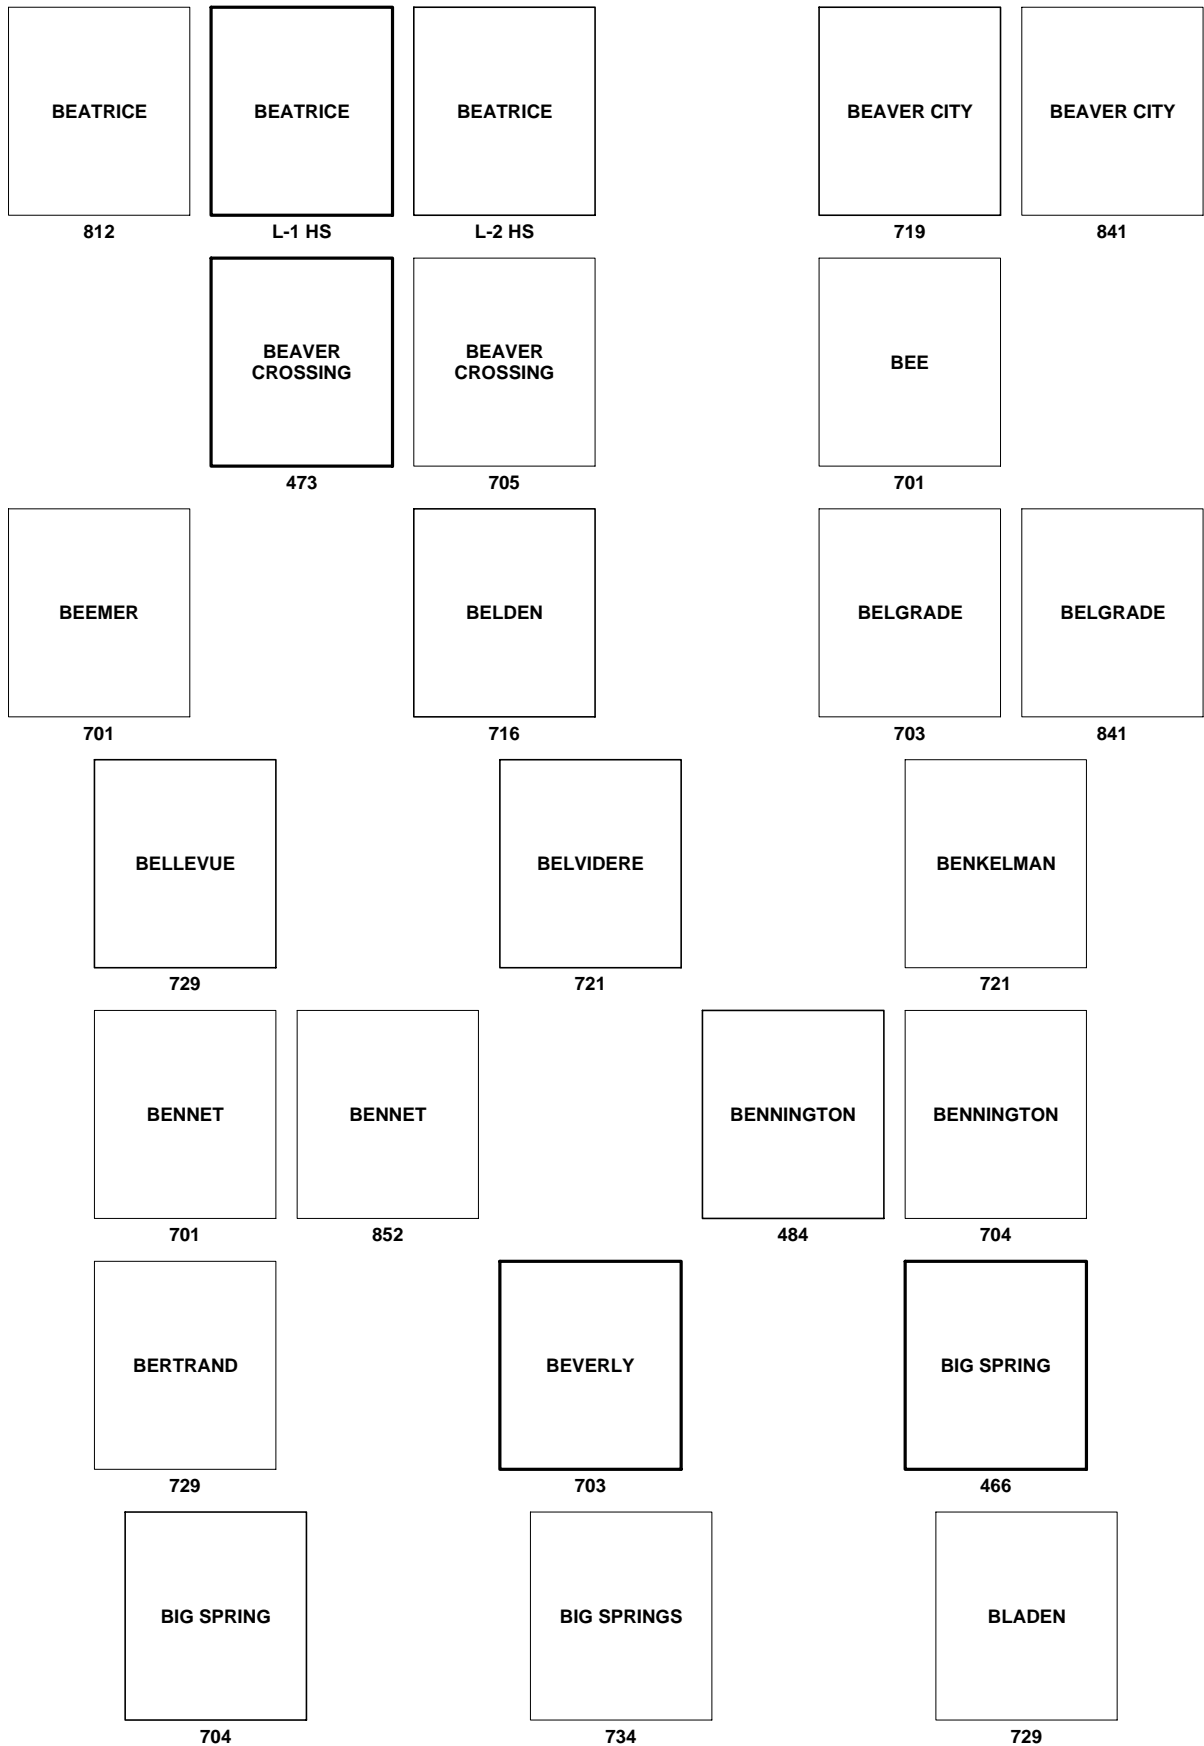 BEATRICE
BEATRICE
BEATRICE
BEAVER CITY
BEAVER CITY
812
L-1 HS
L-2 HS
719
841
BEAVER
CROSSING
BEAVER
CROSSING
BEE
473
705
701
BEEMER
BELDEN
BELGRADE
BELGRADE
701
716
703
841
BELLEVUE
BELVIDERE
BENKELMAN
729
721
721
BENNET
BENNET
BENNINGTON
BENNINGTON
701
852
484
704
BERTRAND
BEVERLY
BIG SPRING
729
703
466
BIG SPRING
BIG SPRINGS
BLADEN
704
734
729